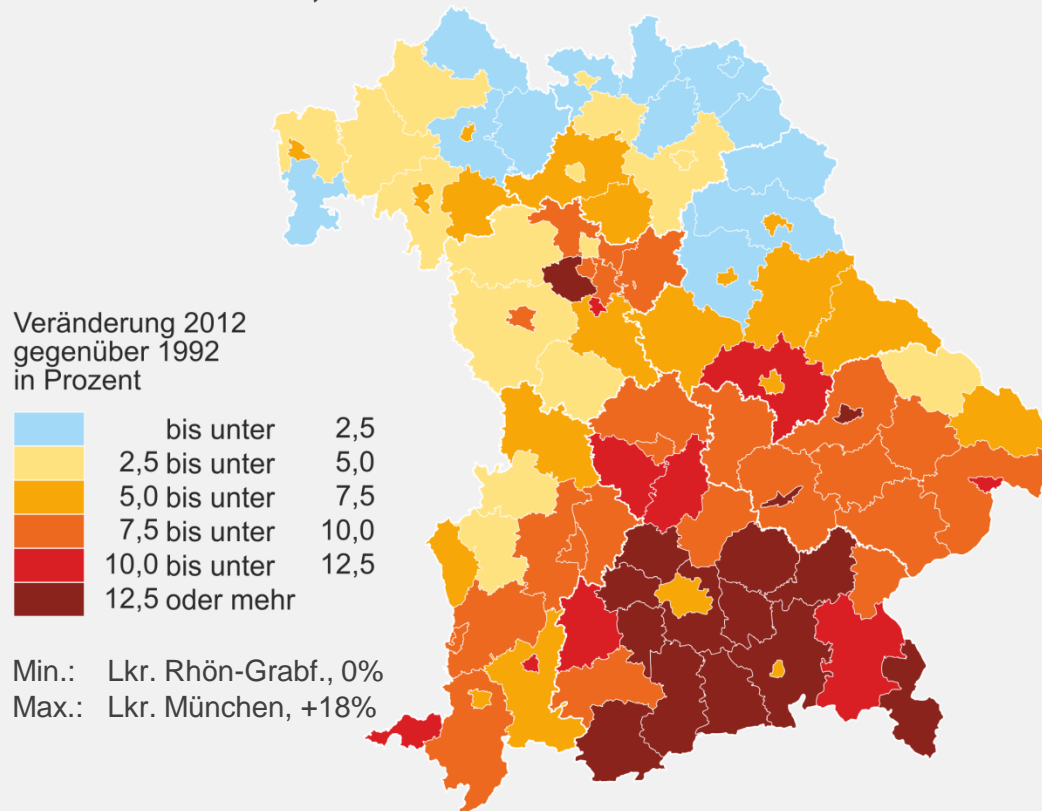 Veränderung 2012
gegenüber 1992
in Prozent
bis unter 2,5
2,5 bis unter 5,0
5,0 bis unter 7,5
7,5 bis unter 10,0
10,0 bis unter 12,5
12,5 oder mehr
Min.: Lkr. Rhön-Grabf., 0%
Max.: Lkr. München, +18%